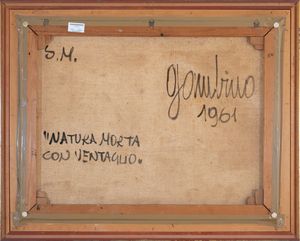 S.M.
Gambino
1961
"NATURA MORTA
CON VENTAGLIO"